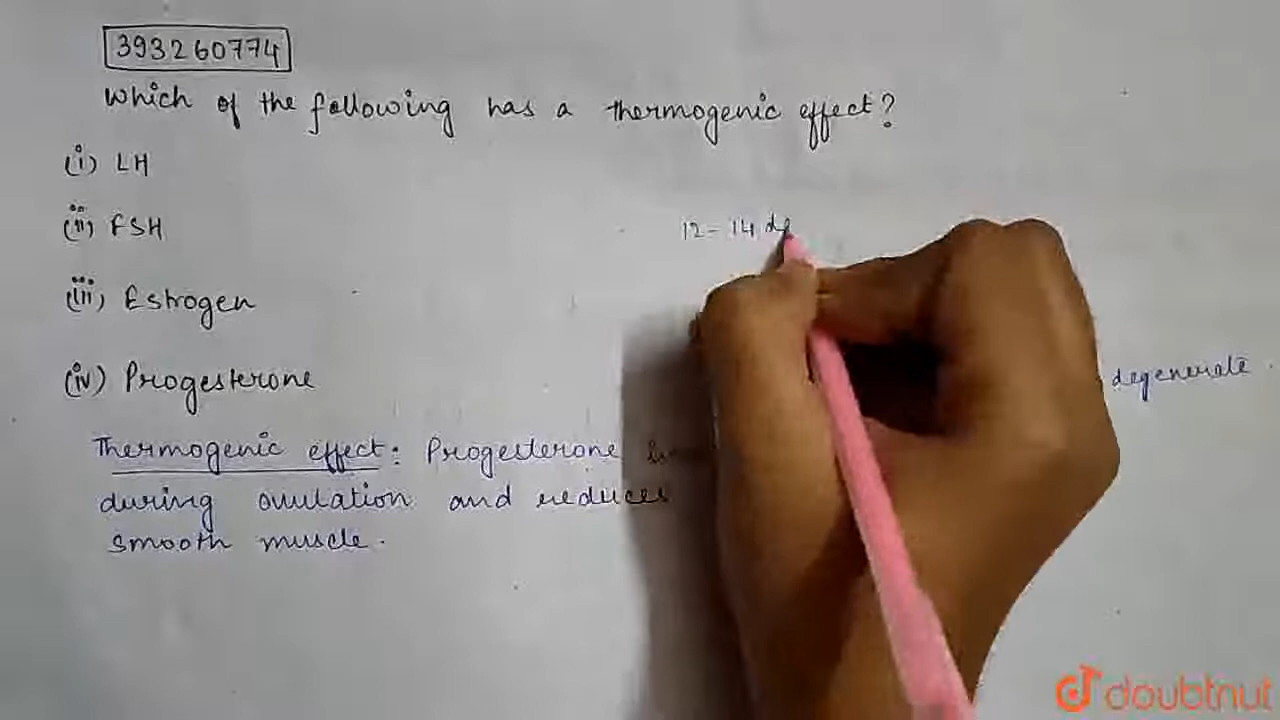 393260774
Which of the following has a thermogenic effect?
(i) LH
(ii) FSH
12-14
(iii) Estrogen
(iv) Progesterone
degenerate.
Thermogenic effect: Progesterone
during ovulation and reduces
smooth muscle.
doubtnut